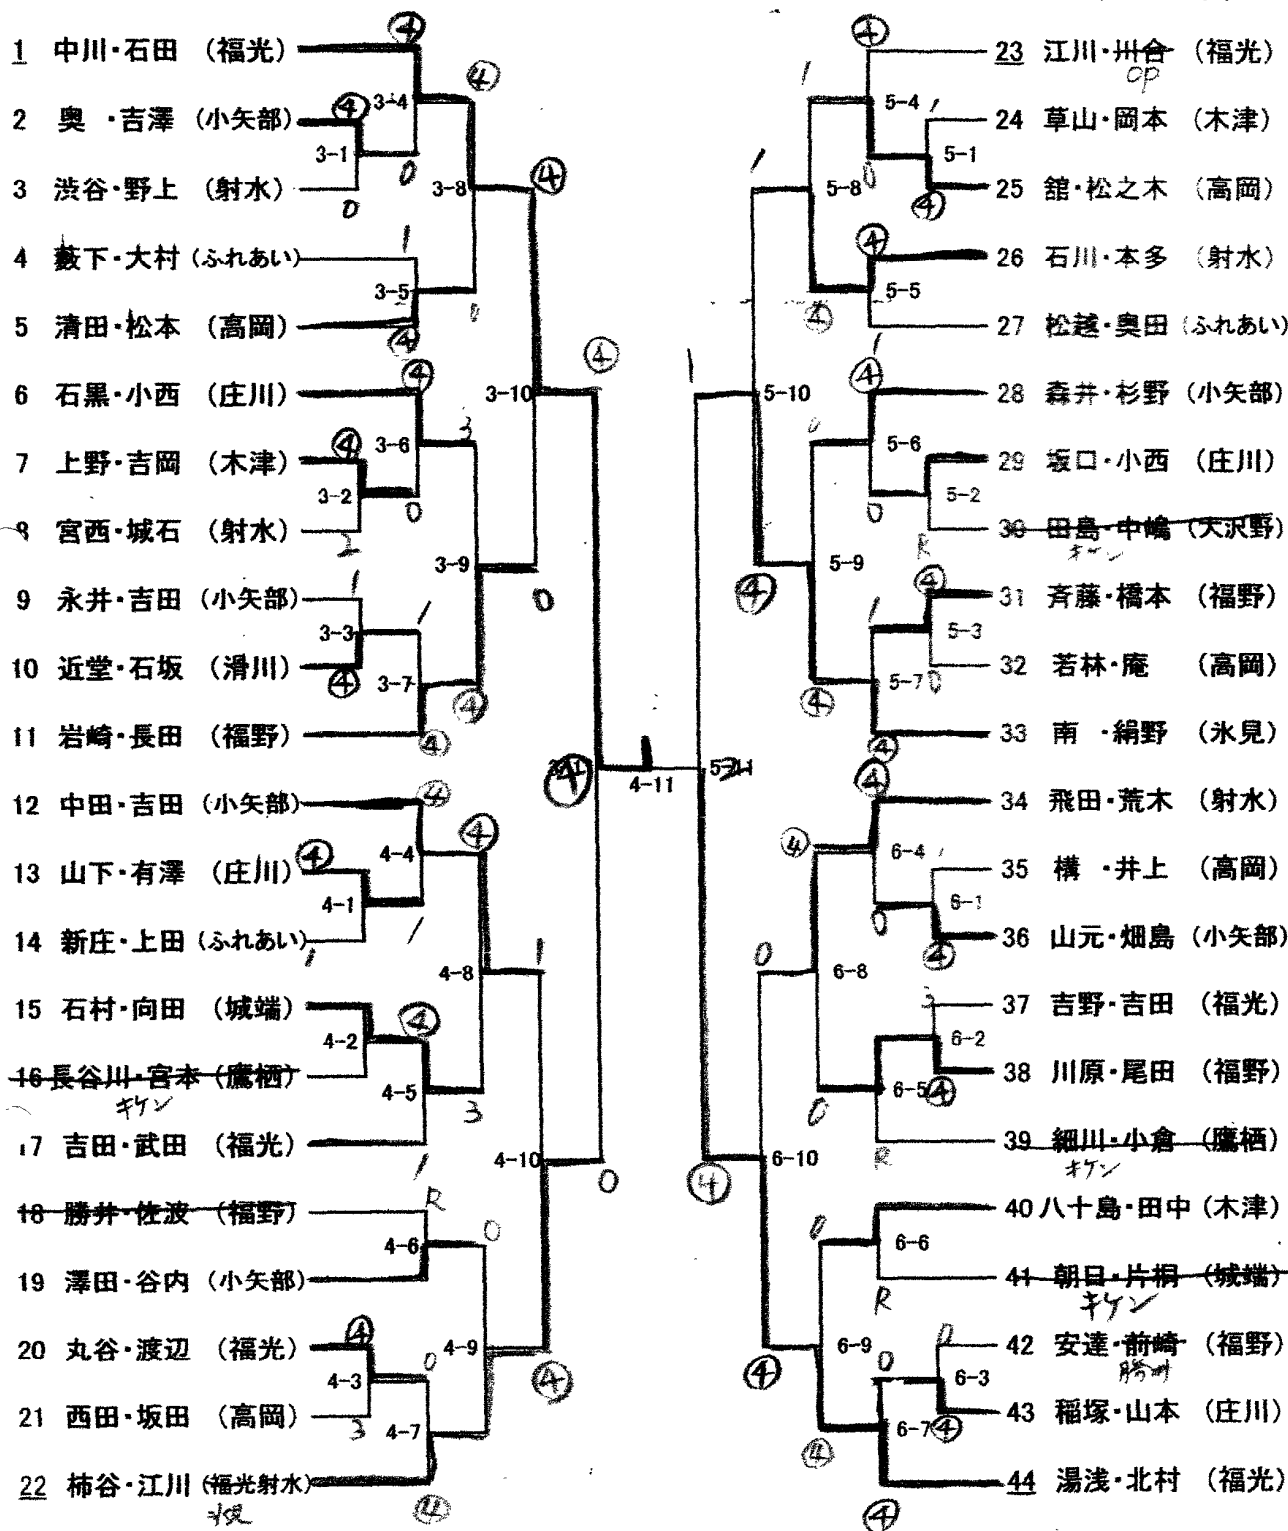 1 中川・石田 (福光)
2 奥 ・吉澤 (小矢部)
3 渋谷・野上 (射水)
4 藪下・大村 (ふれあい)
5 清田・松本 (高岡)
6 石黒・小西 (庄川)
7 上野・吉岡 (木津)
8 宮西・城石 (射水)
9 永井・吉田 (小矢部)
10 近堂・石坂 (滑川)
11 岩崎・長田 (福野)
12 中田・吉田 (小矢部)
13 山下・有澤 (庄川)
14 新庄・上田 (ふれあい)
15 石村・向田 (城端)
16 長谷川・宮本 (鷹栖)
キケン
17 吉田・武田 (福光)
18 勝井・佐波 (福野)
19 澤田・谷内 (小矢部)
20 丸谷・渡辺 (福光)
21 西田・坂田 (高岡)
22 柿谷・江川 (福光射水)
3-1
3-2
3-3
3-4
3-5
3-6
3-7
3-8
3-9
3-10
4-1
4-2
4-3
4-4
4-5
4-6
4-7
4-8
4-9
4-10
4-11
23 江川・川合 (福光)
OP
24 草山・岡本 (木津)
25 舘・松之木 (高岡)
26 石川・本多 (射水)
27 松越・奥田 (ふれあい)
28 森井・杉野 (小矢部)
29 坂口・小西 (庄川)
30 田島・中嶋 (大沢野)
キケン
31 斉藤・橋本 (福野)
32 若林・庵 (高岡)
33 南 ・絹野 (氷見)
34 飛田・荒木 (射水)
35 構 ・井上 (高岡)
36 山元・畑島 (小矢部)
37 吉野・吉田 (福光)
38 川原・尾田 (福野)
39 細川・小倉 (鷹栖)
キケン
40 八十島・田中 (木津)
41 朝日・片桐 (城端)
キケン
42 安達・前崎 (福野)
43 稲塚・山本 (庄川)
44 湯浅・北村 (福光)
5-1
5-2
5-3
5-4
5-5
5-6
5-7
5-8
5-9
5-10
6-1
6-2
6-3
6-4
6-5
6-6
6-7
6-8
6-9
6-10